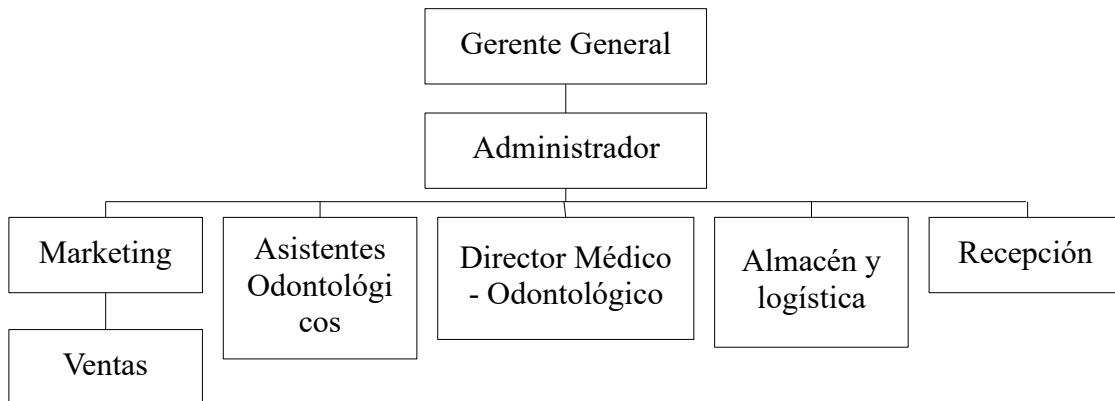 Gerente General
Administrador
Marketing
Asistentes
Odontológi
cos
Director Médico
- Odontológico
Almacén y
logística
Recepción
Ventas